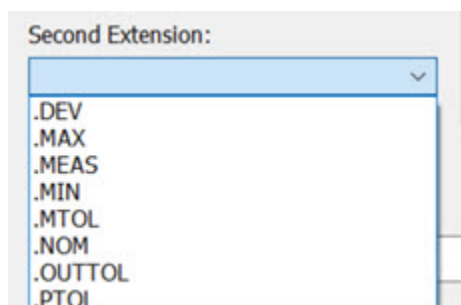 Second Extension:
.DEV
.MAX
.MEAS
.MIN
.MTOL
.NOM
.OUTTOL
.PTOL